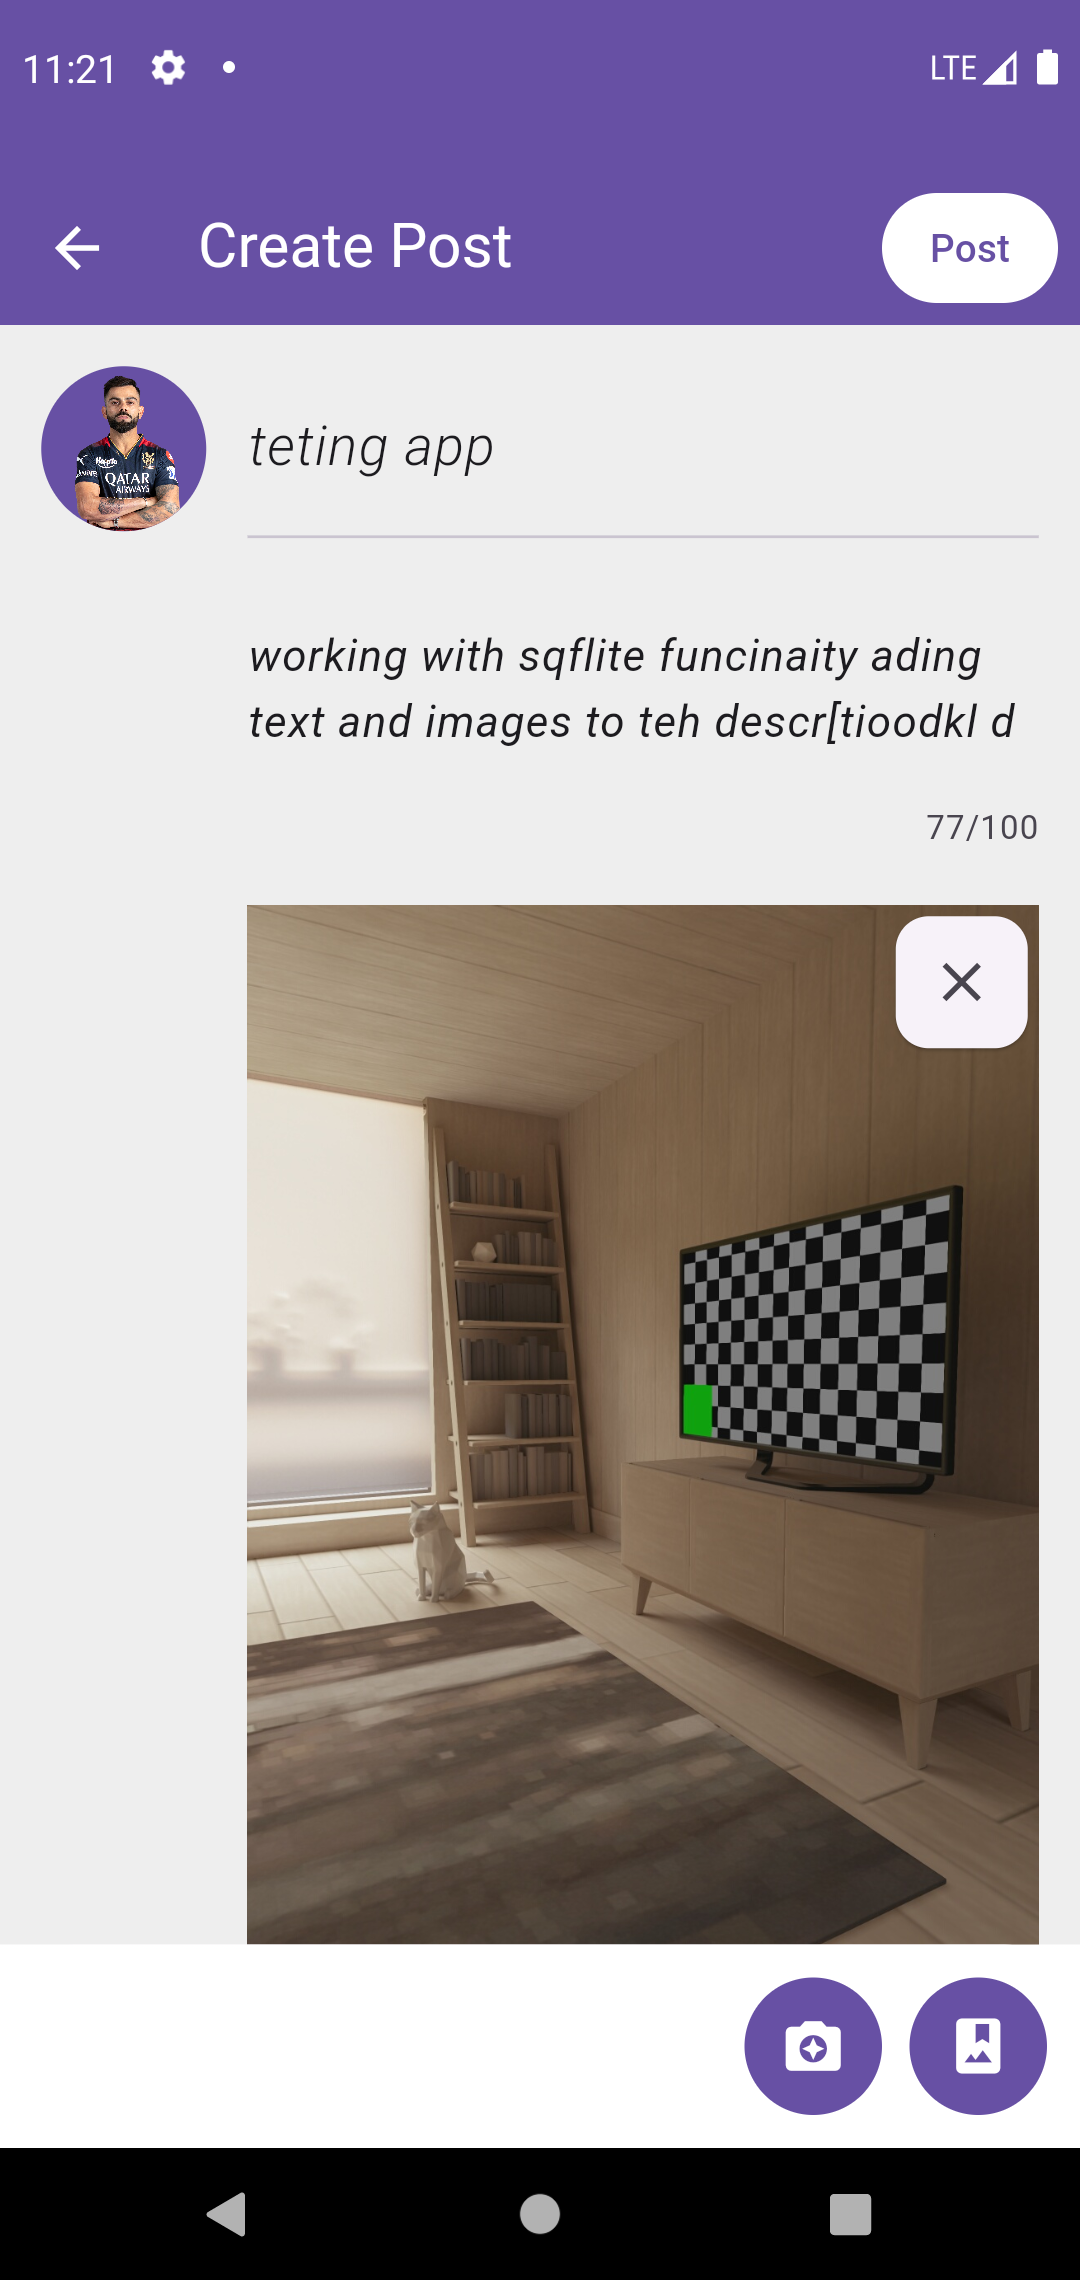 11:21 LTE
Create Post Post
QATAR
AIRWAYS
teting app
working with sqflite funcinaity ading
text and images to teh descr[tioodkl d
77/100